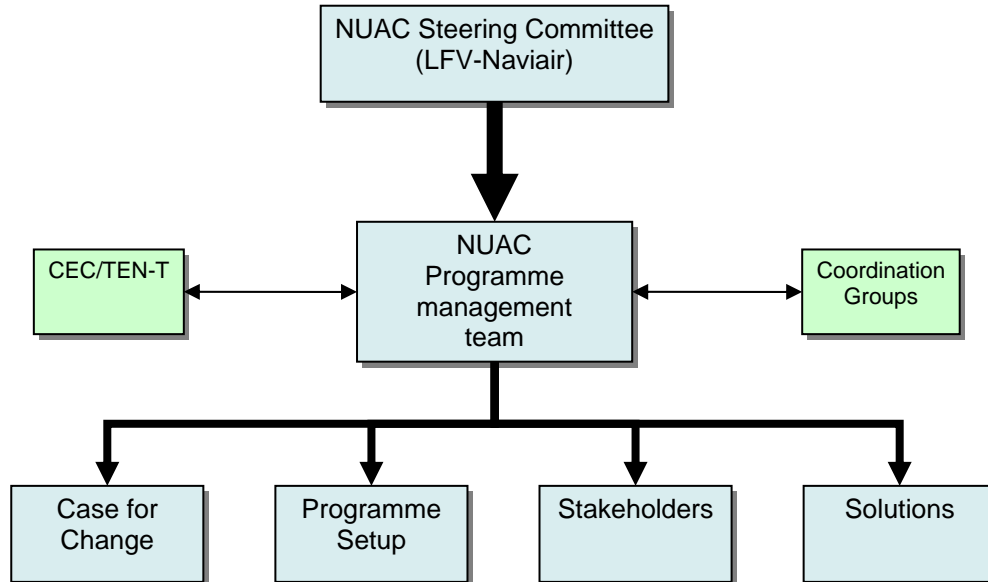 NUAC Steering Committee
(LFV-Naviair)
CEC/TEN-T
NUAC
Programme
management
team
Coordination
Groups
Case for
Change
Programme
Setup
Stakeholders
Solutions